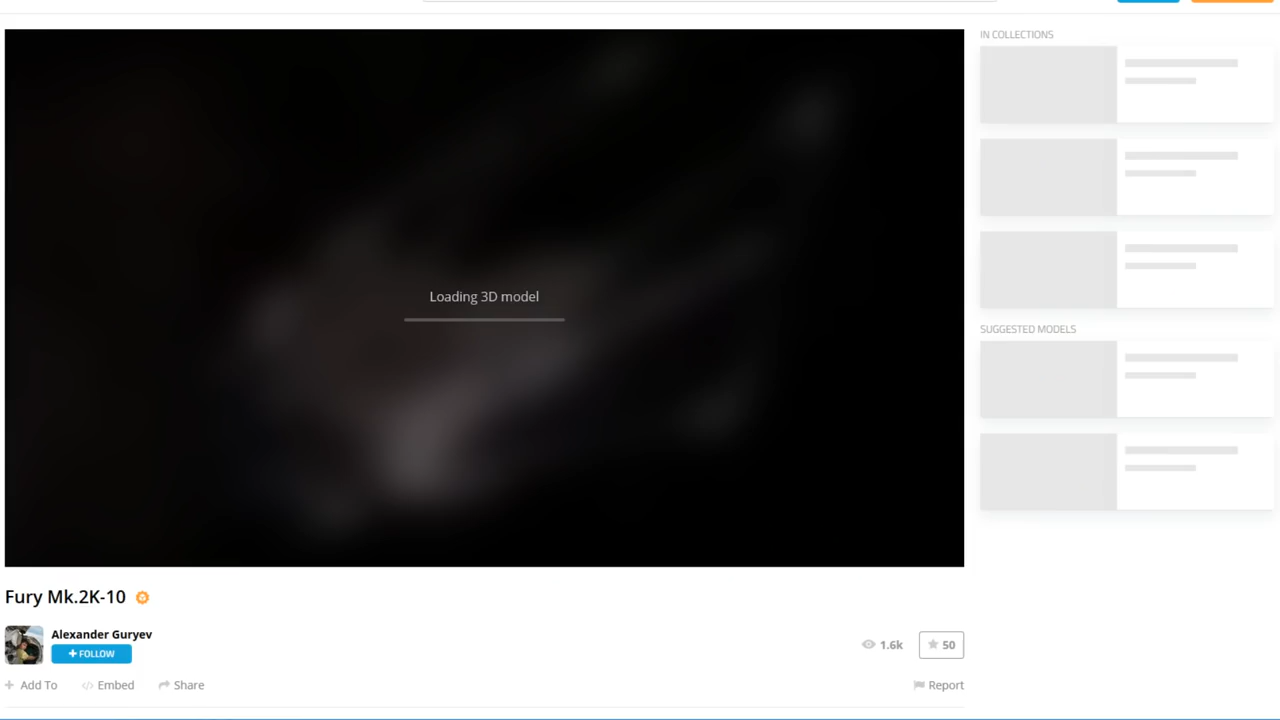 IN COLLECTIONS
Loading 3D model
SUGGESTED MODELS
Fury Mk.2K-10
Alexander Guryev
+ FOLLOW
1.6k
50
+ Add To
</> Embed
Share
Report